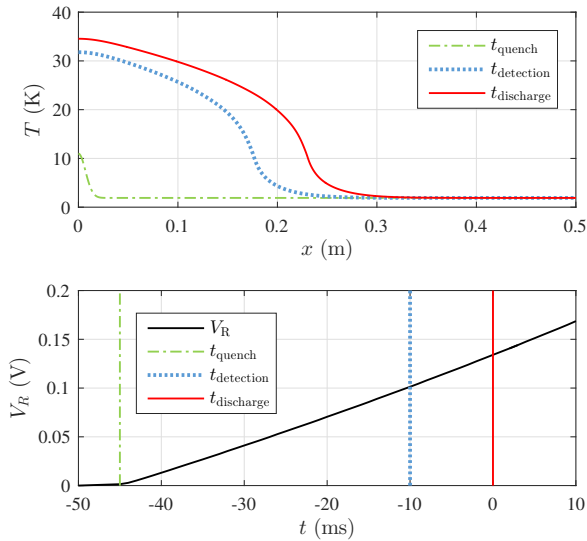 40
30
20
10
0
T (K)
0
0.1
0.2
0.3
0.4
0.5
x (m)
t_quench
t_detection
t_discharge
0.2
0.15
0.1
0.05
0
V_R (V)
-50
-40
-30
-20
-10
0
10
t (ms)
V_R
t_quench
t_detection
t_discharge